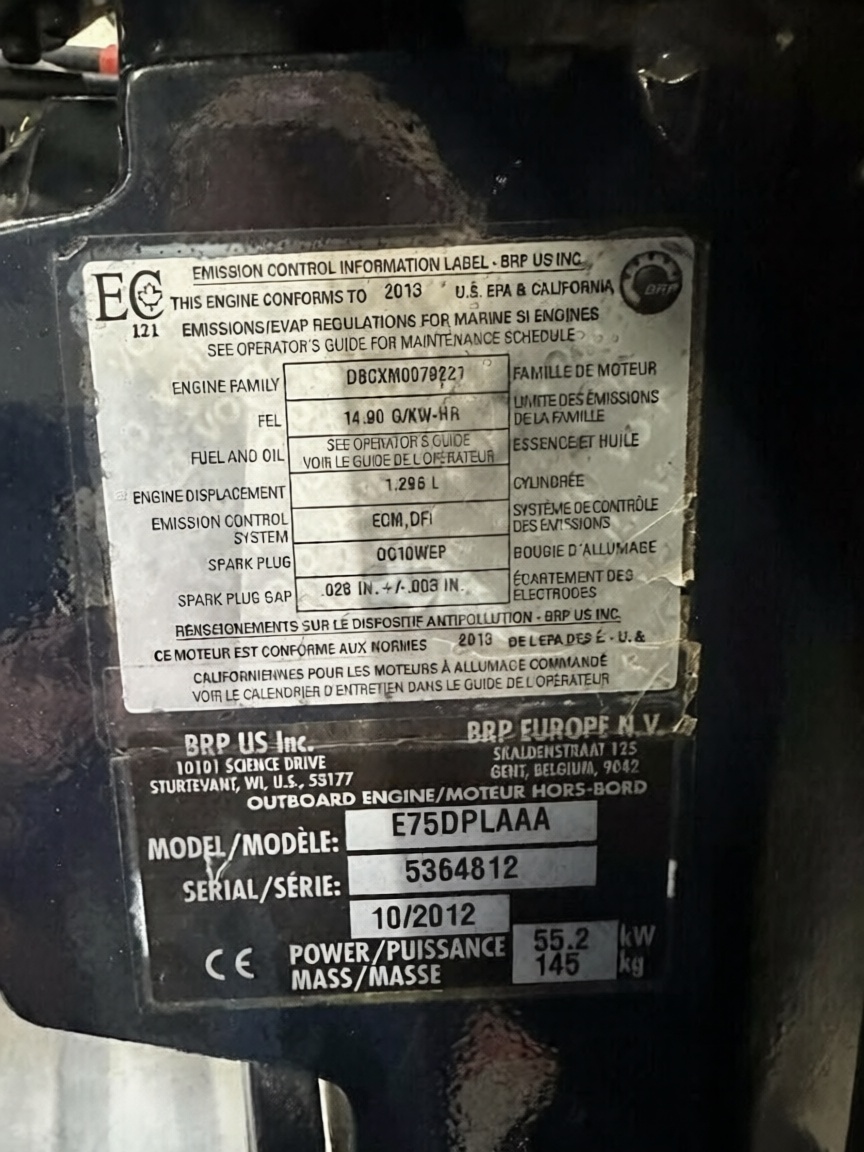 EC
121
EMISSION CONTROL INFORMATION LABEL - BRP US INC.
THIS ENGINE CONFORMS TO 2013 U.S. EPA & CALIFORNIA
BRP
EMISSIONS/EVAP REGULATIONS FOR MARINE SI ENGINES
SEE OPERATOR'S GUIDE FOR MAINTENANCE SCHEDULE
ENGINE FAMILY DBCXM0079221 FAMILLE DE MOTEUR
FEL 14.90 G/KW-HR LIMITE DES ÉMISSIONS DE LA FAMILLE
FUEL AND OIL SEE OPERATOR'S GUIDE ESSENCE ET HUILE
VOIR LE GUIDE DE L'OPÉRATEUR
ENGINE DISPLACEMENT 1.296 L CYLINDRÉE
EMISSION CONTROL SYSTEM ECM,DFI SYSTÈME DE CONTRÔLE DES ÉMISSIONS
SPARK PLUG QC10WEP BOUGIE D'ALLUMAGE
SPARK PLUG GAP .028 IN. +/-.003 IN. ÉCARTEMENT DES ÉLECTRODES
RENSEIGNEMENTS SUR LE DISPOSITIF ANTIPOLLUTION - BRP US INC.
CE MOTEUR EST CONFORME AUX NORMES 2013 DE L'EPA DES É.-U. &
CALIFORNIENNES POUR LES MOTEURS À ALLUMAGE COMMANDÉ
VOIR LE CALENDRIER D'ENTRETIEN DANS LE GUIDE DE L'OPÉRATEUR
BRP US Inc.
10101 SCIENCE DRIVE
STURTEVANT, WI, U.S., 53177
BRP EUROPE N.V.
SKALDENSTRAAT 125
GENT, BELGIUM, 9042
OUTBOARD ENGINE/MOTEUR HORS-BORD
MODEL/MODÈLE: E75DPLAAA
SERIAL/SÉRIE: 5364812
10/2012
CE POWER/PUISSANCE 55.2 kW
MASS/MASSE 145 kg